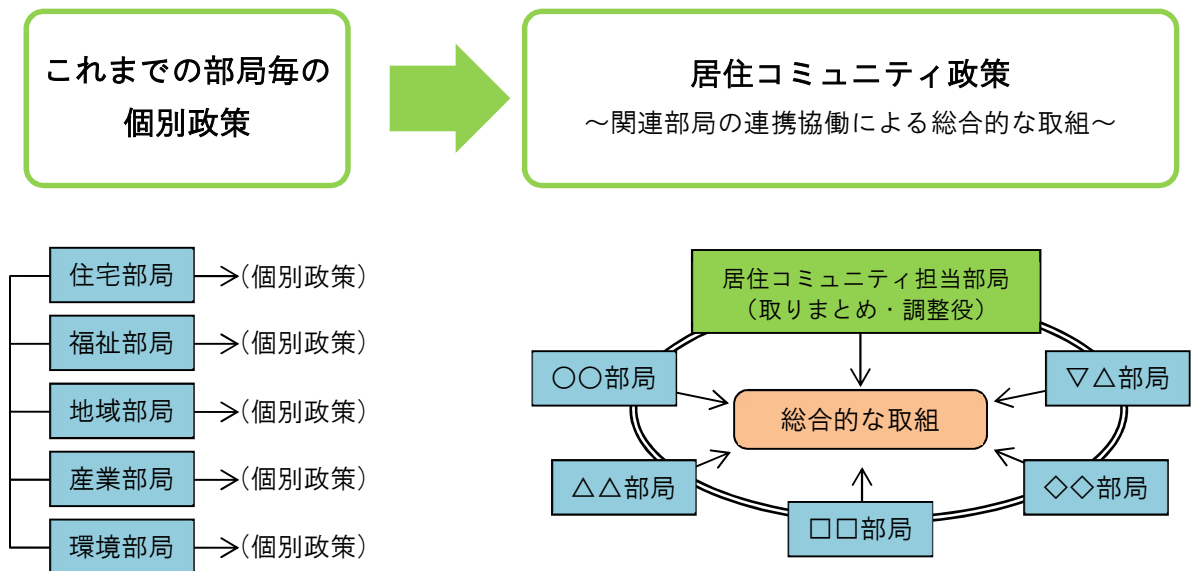 これまでの部局毎の
個別政策
居住コミュニティ政策
～関連部局の連携協働による総合的な取組～
住宅部局
(個別政策)
福祉部局
(個別政策)
地域部局
(個別政策)
産業部局
(個別政策)
環境部局
(個別政策)
居住コミュニティ担当部局
（取りまとめ・調整役）
○○部局
▽△部局
総合的な取組
△△部局
◇◇部局
□□部局